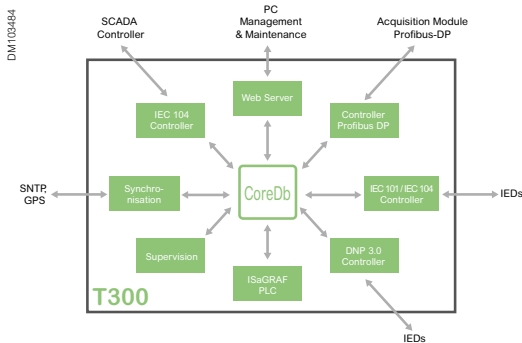 DM103484
SCADA
Controller
PC
Management
& Maintenance
Acquisition Module
Profibus-DP
IEC 104
Controller
Web Server
Controller
Profibus DP
SNTP,
GPS
Synchro-
nisation
CoreDb
IEC 101 / IEC 104
Controller
IEDs
Supervision
ISaGRAF
PLC
DNP 3.0
Controller
T300
IEDs